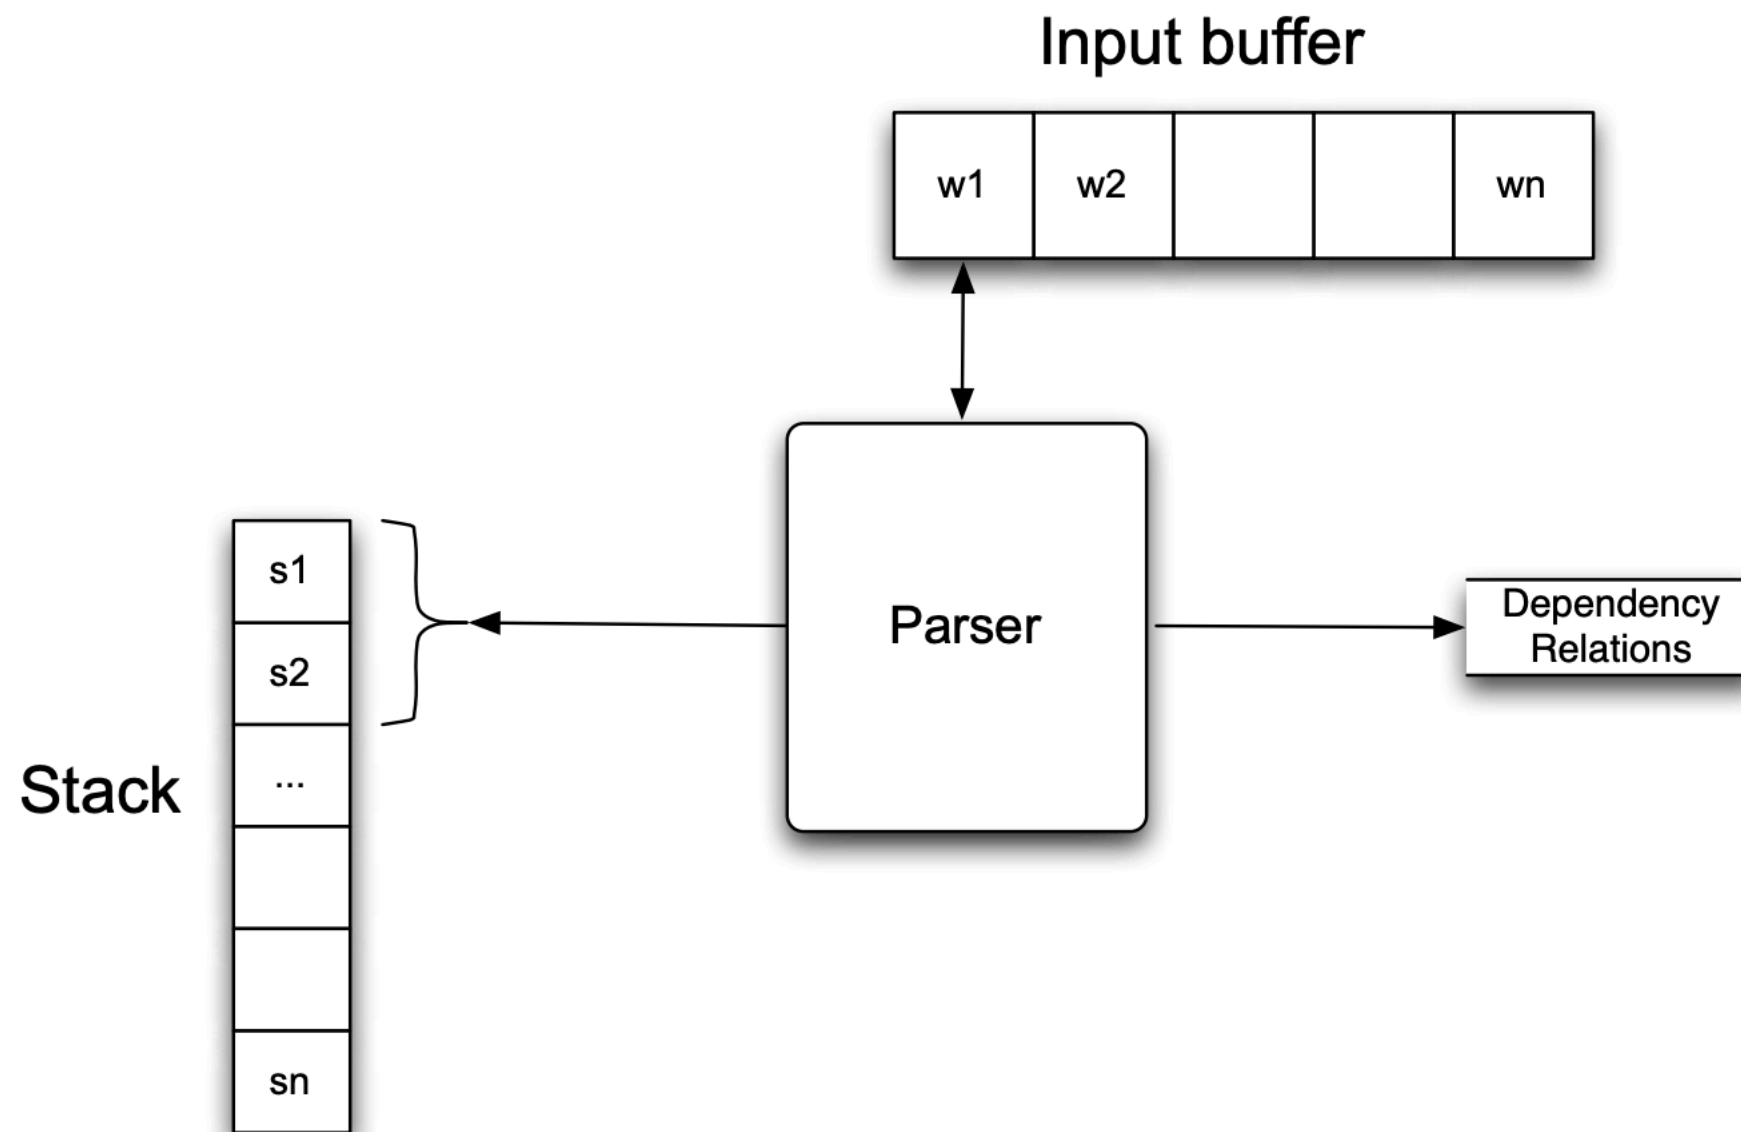 Input buffer
w1
w2
wn
s1
s2
...
sn
Stack
Parser
Dependency
Relations